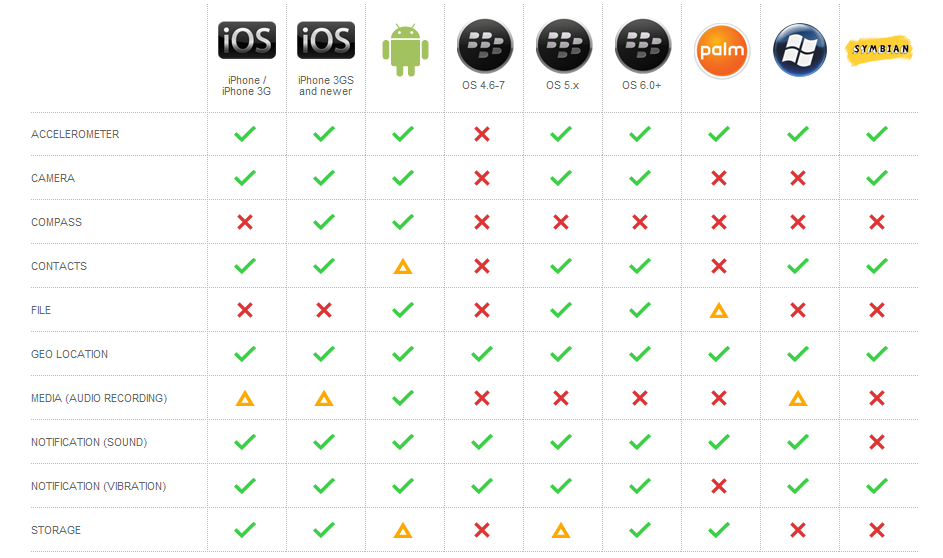 iOS
iOS
palm
SYMBIAN
iPhone /
iPhone 3G
iPhone 3GS
and newer
OS 4.6-7
OS 5.x
OS 6.0+
ACCELEROMETER
CAMERA
COMPASS
CONTACTS
FILE
GEO LOCATION
MEDIA (AUDIO RECORDING)
NOTIFICATION (SOUND)
NOTIFICATION (VIBRATION)
STORAGE